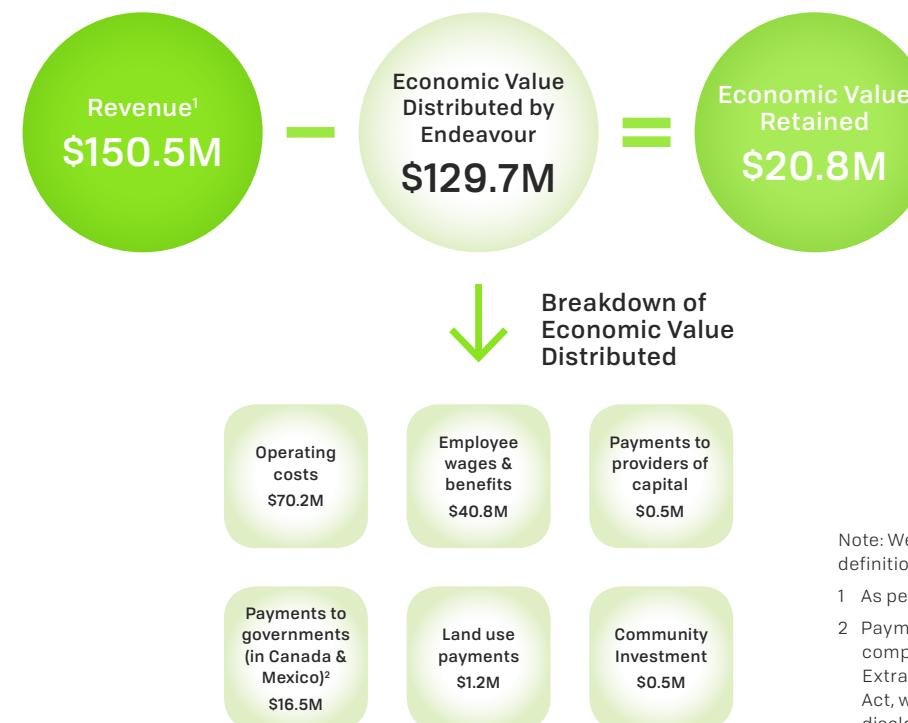 Revenue¹
$150.5M
Economic Value
Distributed by
Endeavour
$129.7M
Economic Value
Retained
$20.8M
Breakdown of
Economic Value
Distributed
Operating
costs
$70.2M
Employee
wages &
benefits
$40.8M
Payments to
providers of
capital
$0.5M
Payments to
governments
(in Canada &
Mexico)²
$16.5M
Land use
payments
$1.2M
Community
Investment
$0.5M
Note: We
definitio
1 As pe
2 Paym
comp
Extra
Act, w